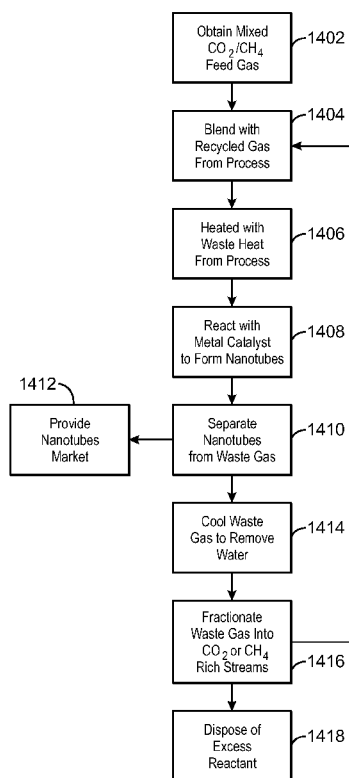 Obtain Mixed
CO2/CH4
Feed Gas
1402
Blend with
Recycled Gas
From Process
1404
Heated with
Waste Heat
From Process
1406
React with
Metal Catalyst
to Form Nanotubes
1408
1412
Provide
Nanotubes
Market
Separate
Nanotubes
from Waste Gas
1410
Cool Waste
Gas to Remove
Water
1414
Fractionate
Waste Gas Into
CO2 or CH4
Rich Streams
1416
Dispose of
Excess
Reactant
1418